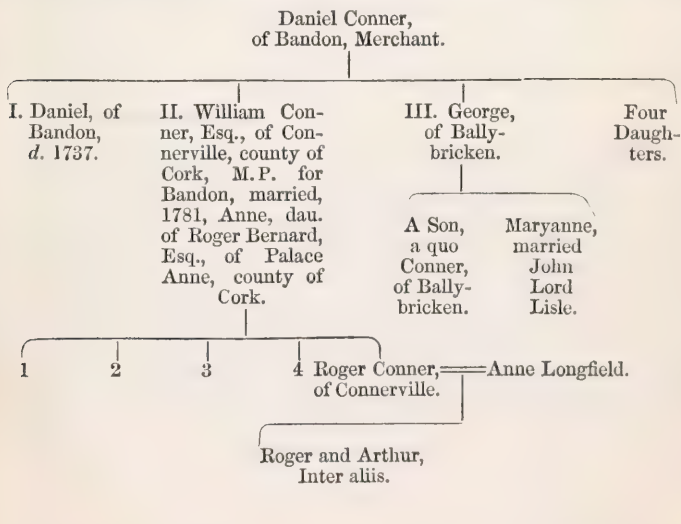 Daniel Conner,
of Bandon, Merchant.
I. Daniel, of
Bandon,
d. 1737.
II. William Con-
ner, Esq., of Con-
nerville, county of
Cork, M.P. for
Bandon, married,
1781, Anne, dau.
of Roger Bernard,
Esq., of Palace
Anne, county of
Cork.
III. George,
of Bally-
bricken.
Four
Daugh-
ters.
A Son,
a quo
Conner,
of Bally-
bricken.
Maryanne,
married
John
Lord
Lisle.
1 2 3 4 Roger Conner,
of Connerville.
Anne Longfield.
Roger and Arthur,
Inter aliis.